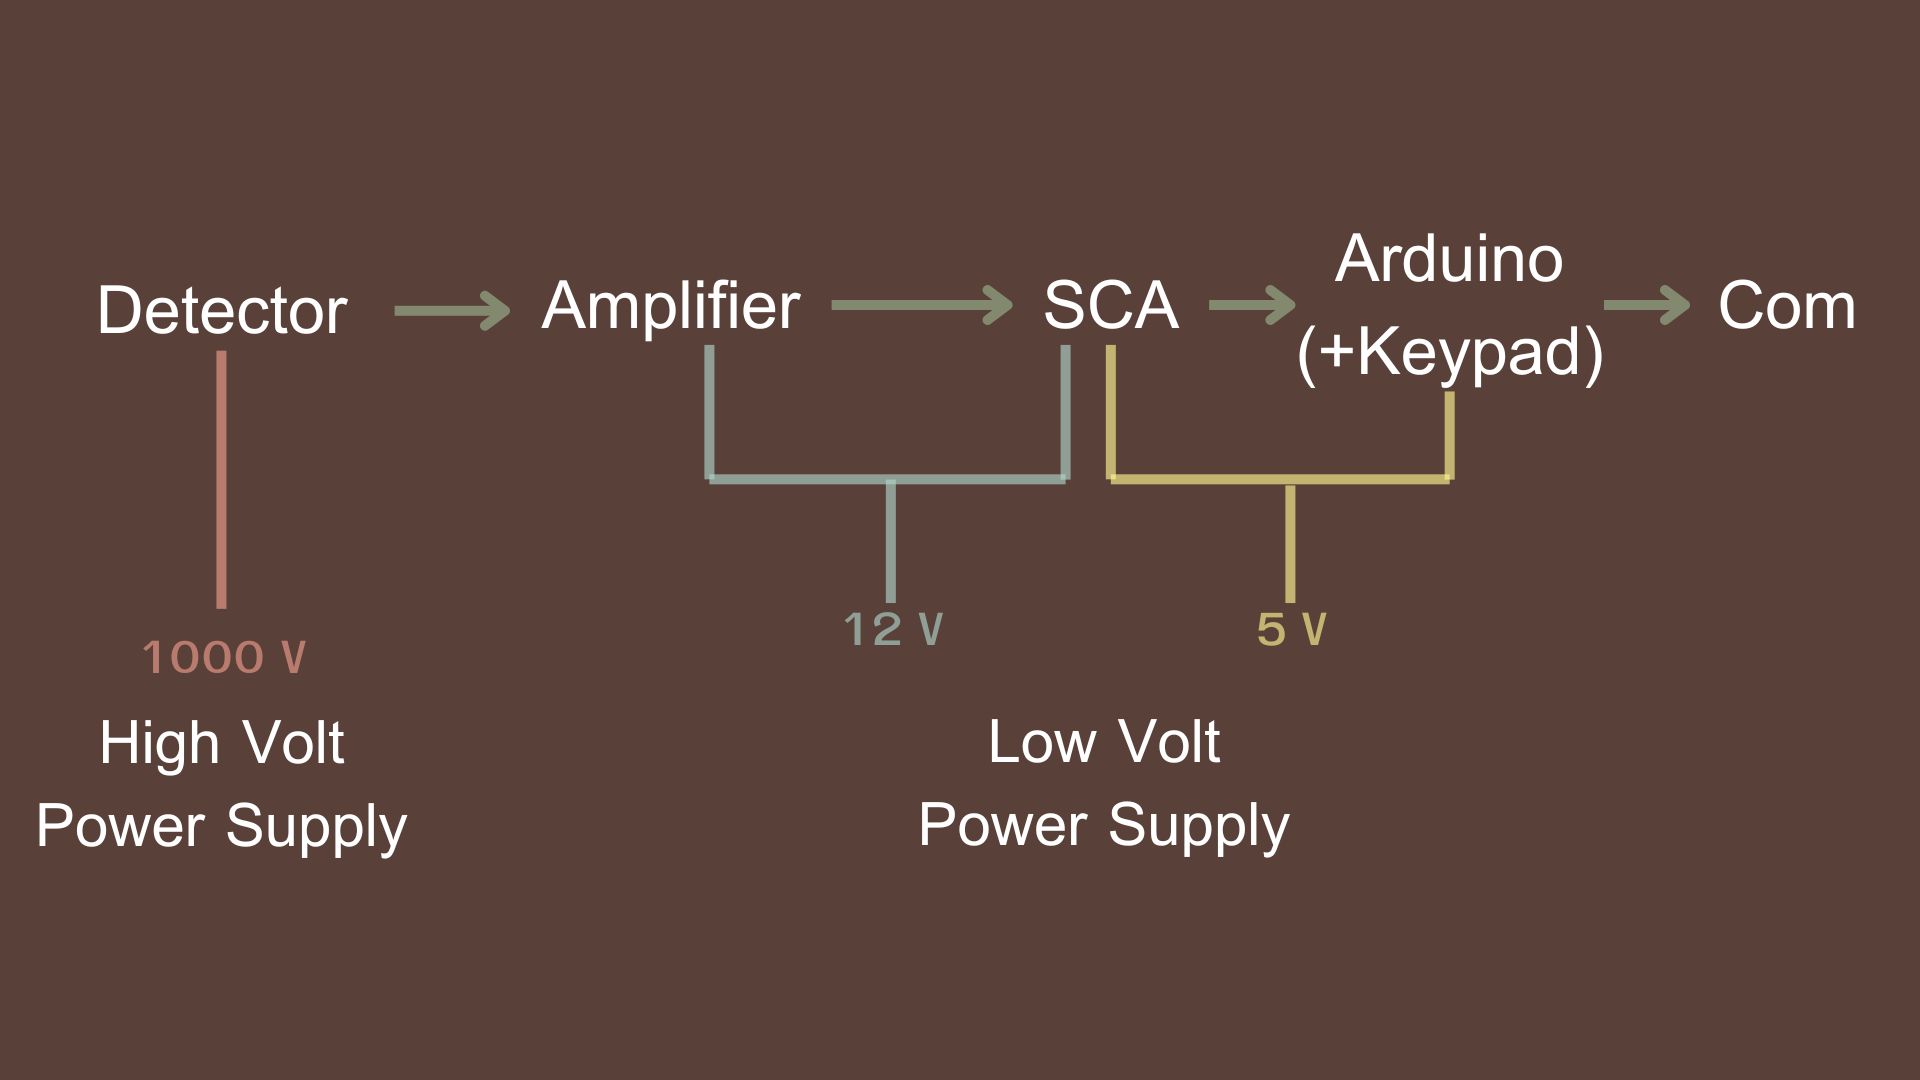 Detector
Amplifier
SCA
Arduino
(+Keypad)
Com
1000 V
12 V
5 V
High Volt
Power Supply
Low Volt
Power Supply